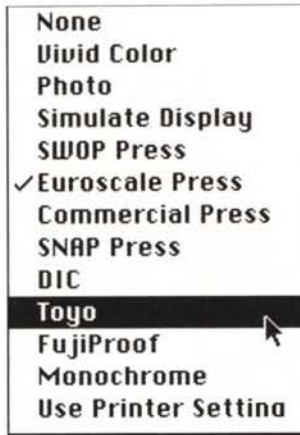 None
Vivid Color
Photo
Simulate Display
SWOP Press
✓Euroscale Press
Commercial Press
SNAP Press
DIC
Toyo
FujiProof
Monochrome
Use Printer Setting